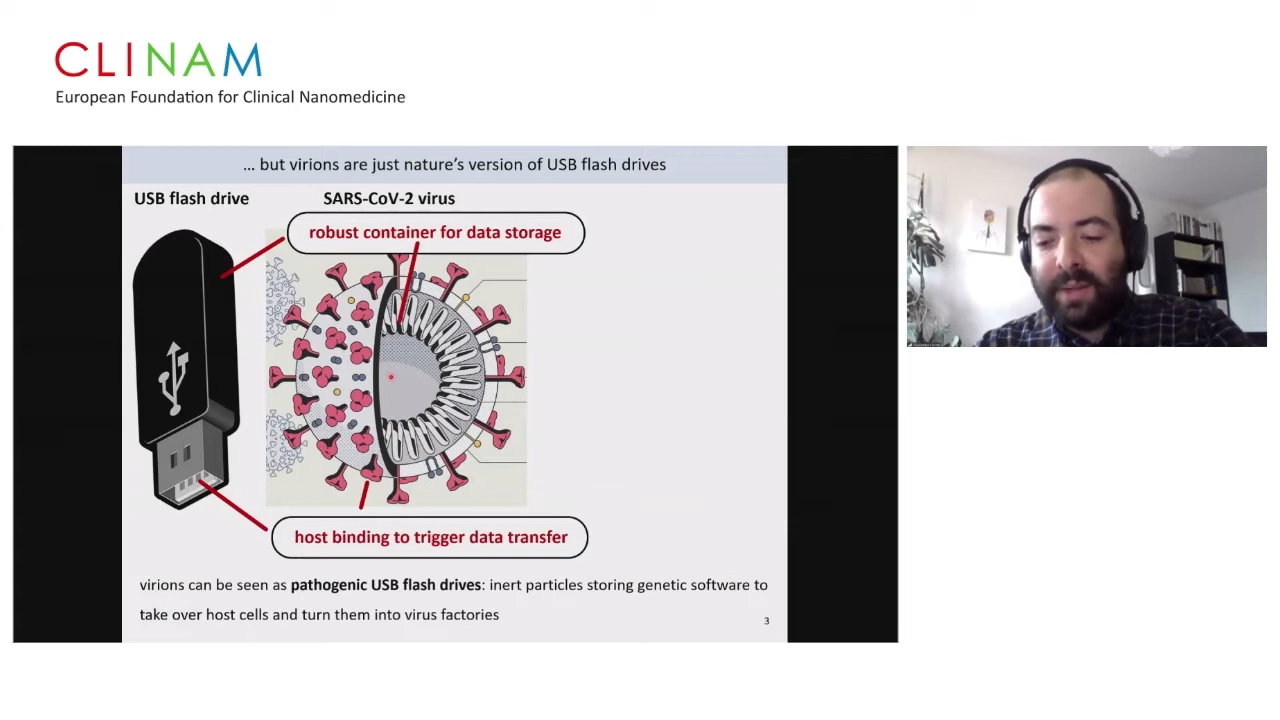 CLINAM
European Foundation for Clinical Nanomedicine
… but virions are just nature’s version of USB flash drives
USB flash drive
SARS-CoV-2 virus
robust container for data storage
host binding to trigger data transfer
virions can be seen as pathogenic USB flash drives: inert particles storing genetic software to
take over host cells and turn them into virus factories
3